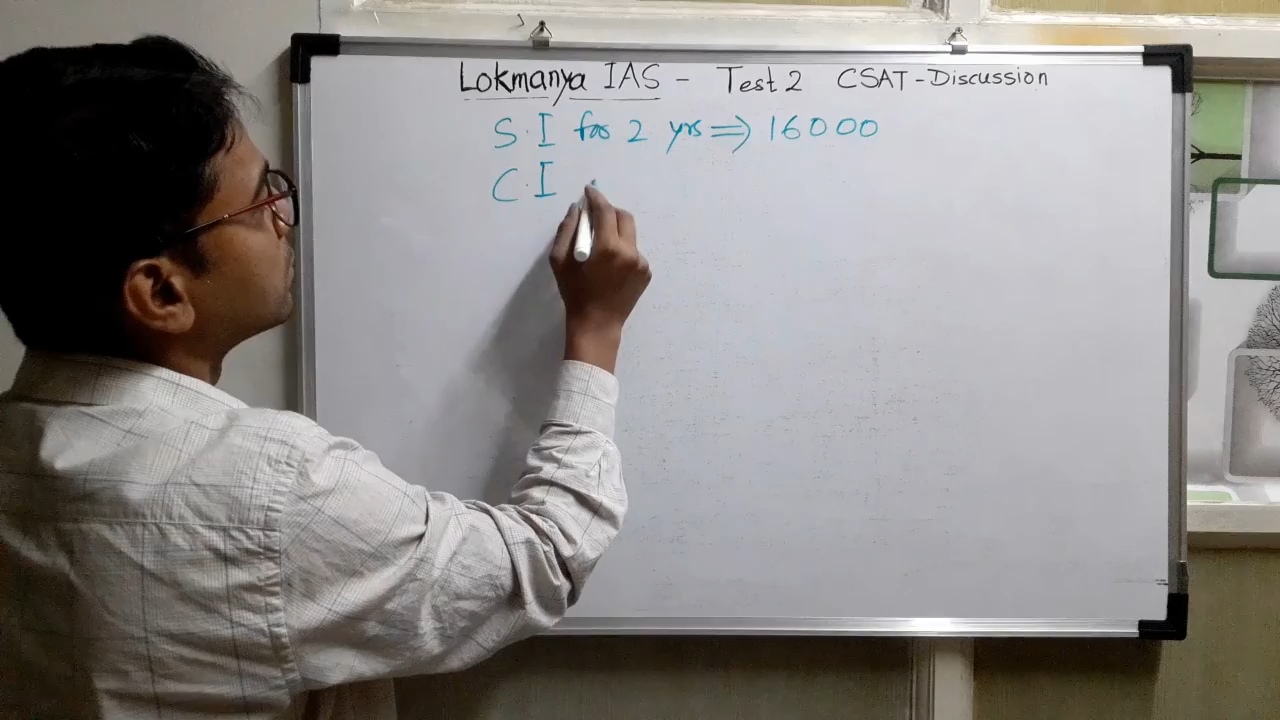 Lokmanya IAS - Test 2 CSAT-Discussion
S.I for 2 yrs ⇒ 16000
C.I